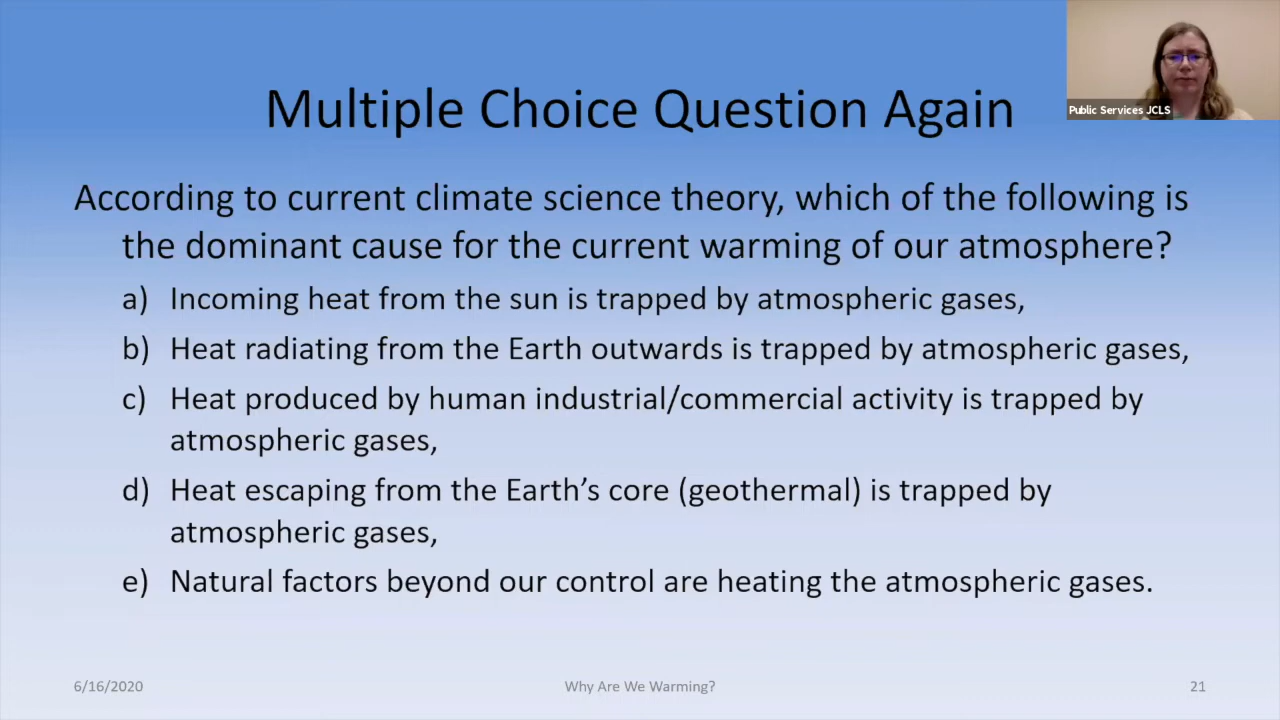 Public Services JCLS
Multiple Choice Question Again
According to current climate science theory, which of the following is
the dominant cause for the current warming of our atmosphere?
a) Incoming heat from the sun is trapped by atmospheric gases,
b) Heat radiating from the Earth outwards is trapped by atmospheric gases,
c) Heat produced by human industrial/commercial activity is trapped by
atmospheric gases,
d) Heat escaping from the Earth’s core (geothermal) is trapped by
atmospheric gases,
e) Natural factors beyond our control are heating the atmospheric gases.
6/16/2020
Why Are We Warming?
21